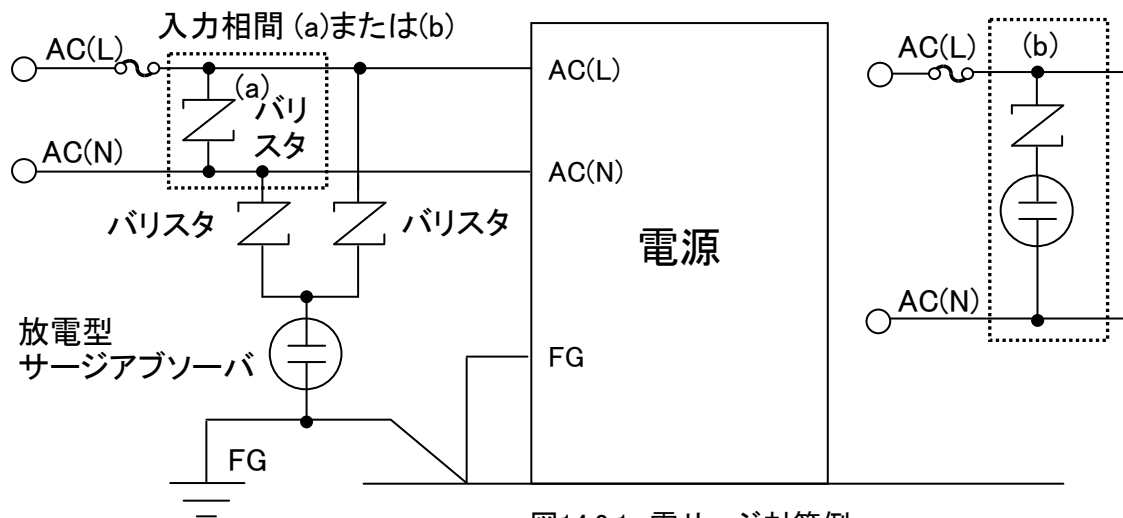 入力相間 (a)または(b)
AC(L)
(a)
バリ
スタ
AC(N)
バリスタ
バリスタ
放電型
サージアブソーバ
FG
AC(L)
AC(N)
電源
FG
AC(L)
(b)
AC(N)